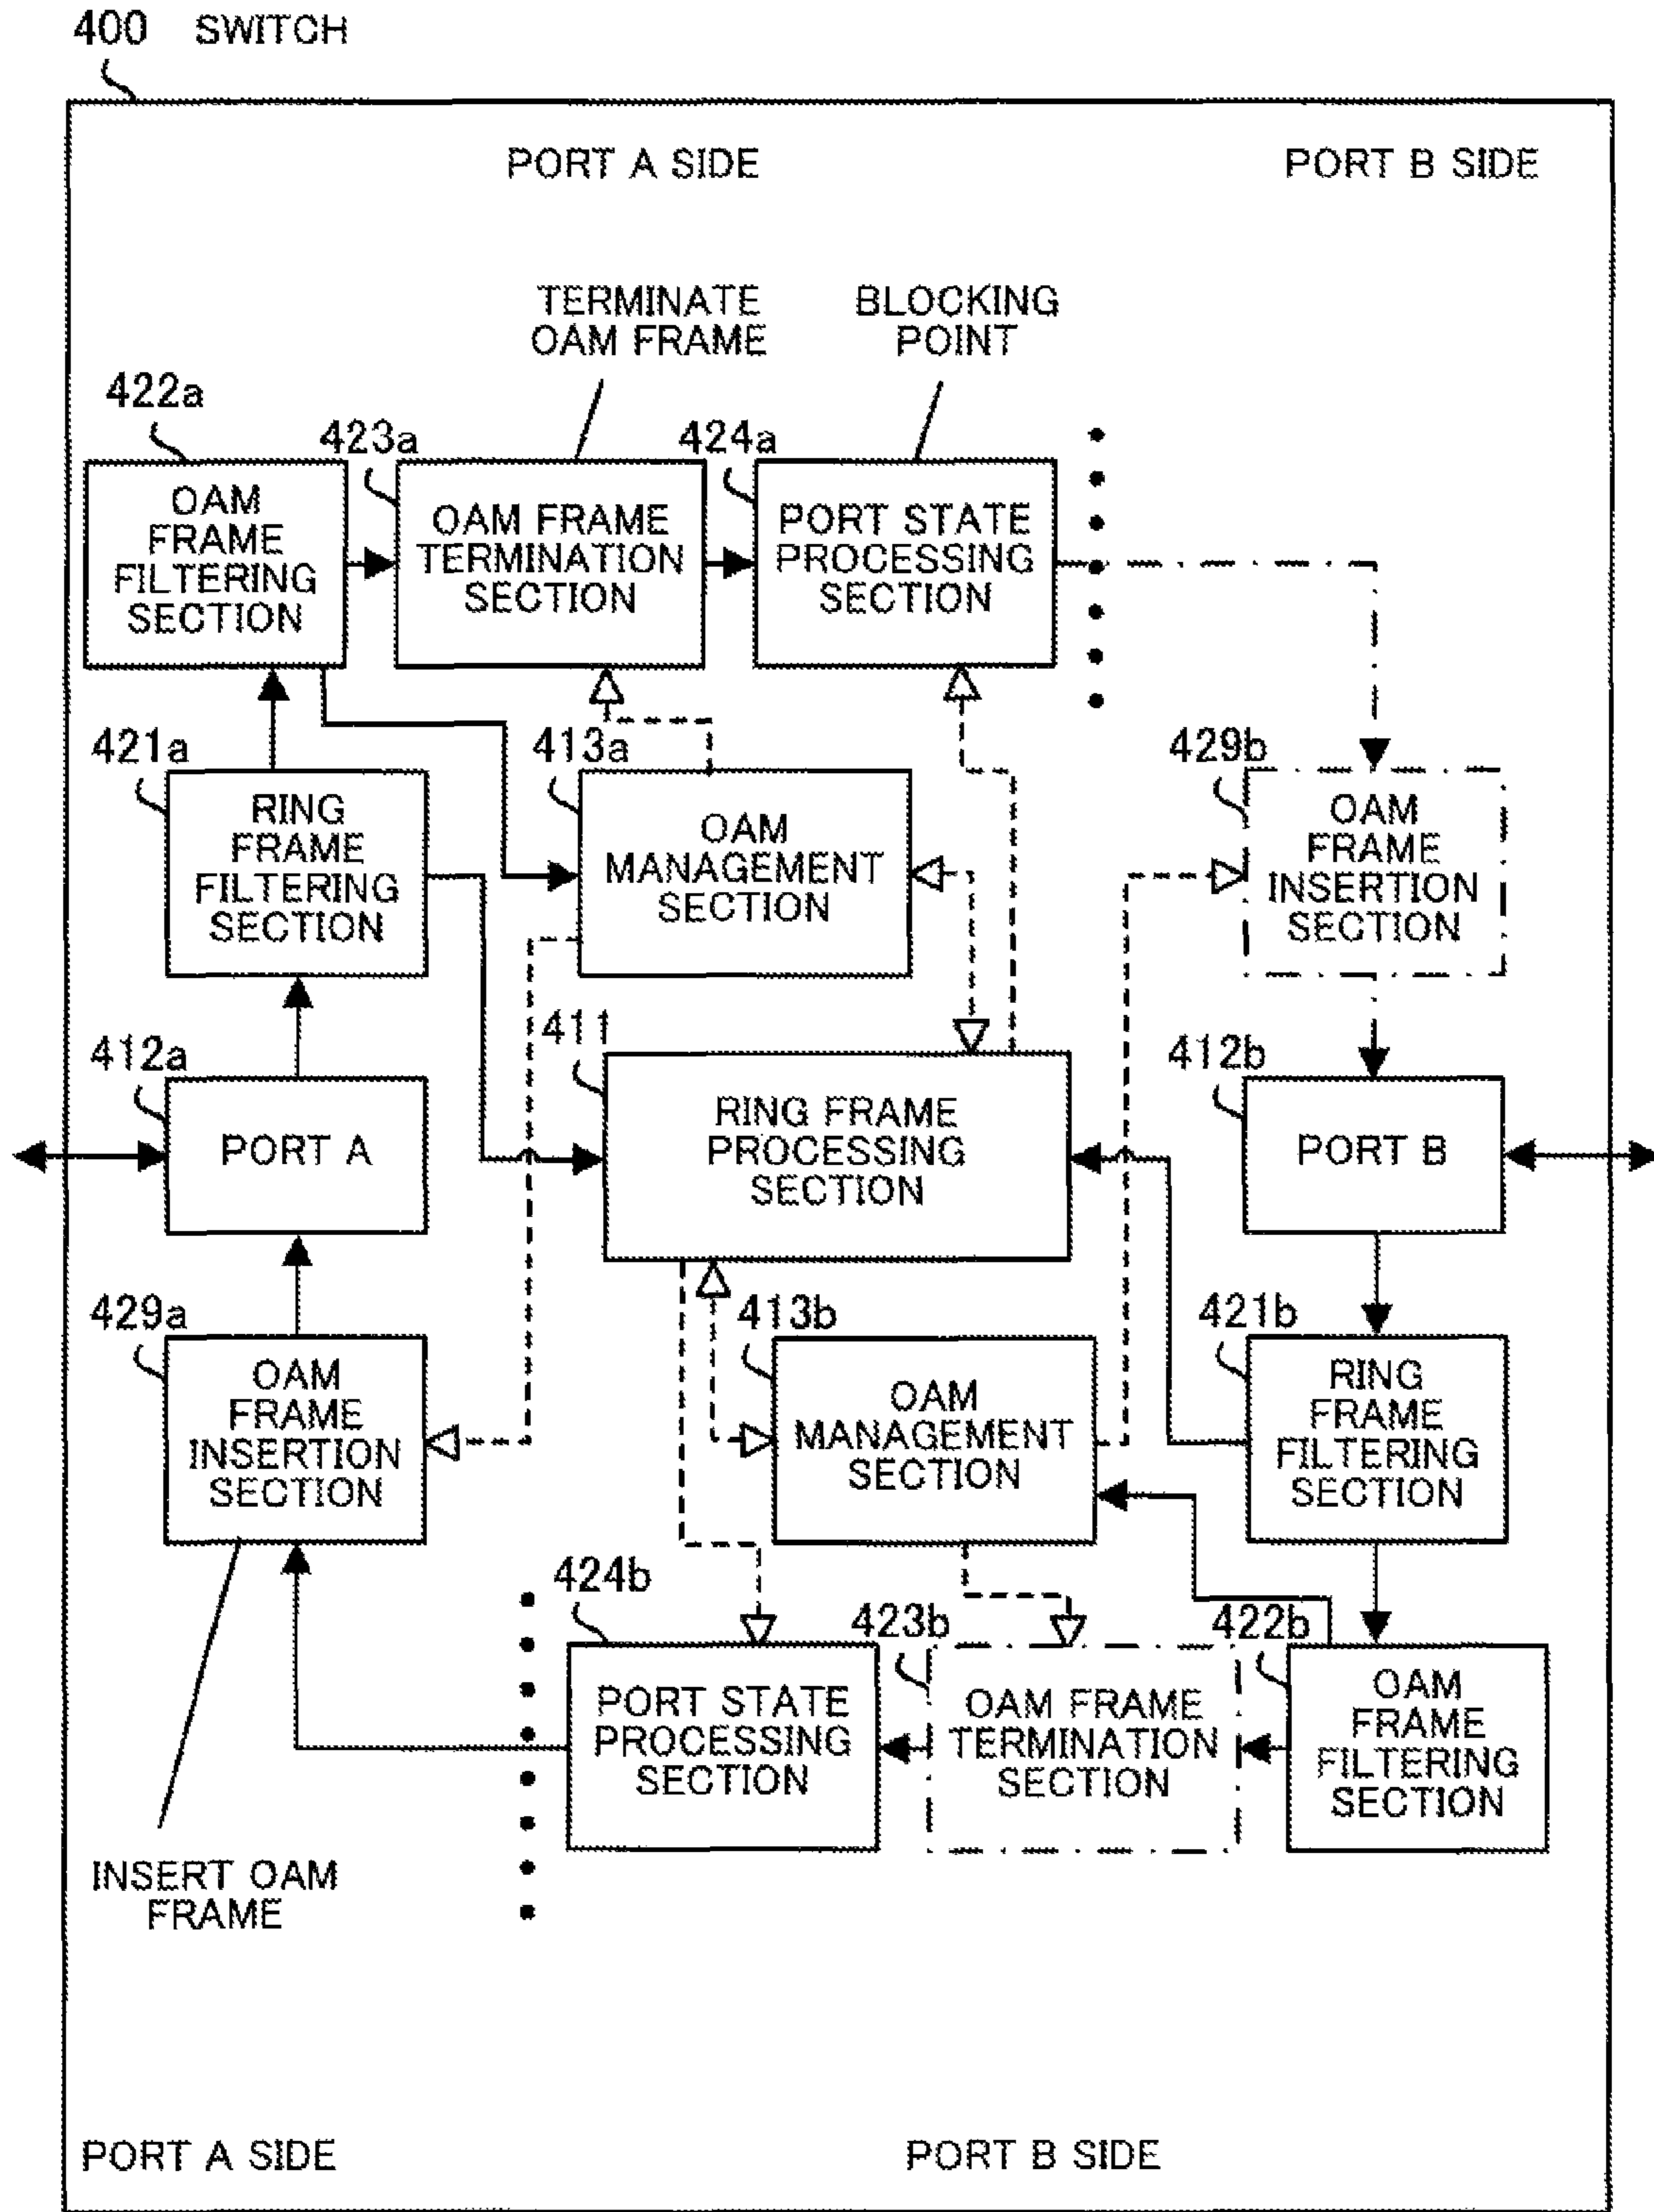 400 SWITCH
PORT A SIDE
PORT B SIDE
TERMINATE
OAM FRAME
BLOCKING
POINT
422a
OAM
FRAME
FILTERING
SECTION
423a
OAM FRAME
TERMINATION
SECTION
424a
PORT STATE
PROCESSING
SECTION
421a
RING
FRAME
FILTERING
SECTION
413a
OAM
MANAGEMENT
SECTION
429b
OAM
FRAME
INSERTION
SECTION
412a
PORT A
411
RING FRAME
PROCESSING
SECTION
412b
PORT B
429a
OAM
FRAME
INSERTION
SECTION
413b
OAM
MANAGEMENT
SECTION
421b
RING
FRAME
FILTERING
SECTION
424b
PORT STATE
PROCESSING
SECTION
423b
OAM FRAME
TERMINATION
SECTION
422b
OAM
FRAME
FILTERING
SECTION
INSERT OAM
FRAME
PORT A SIDE
PORT B SIDE